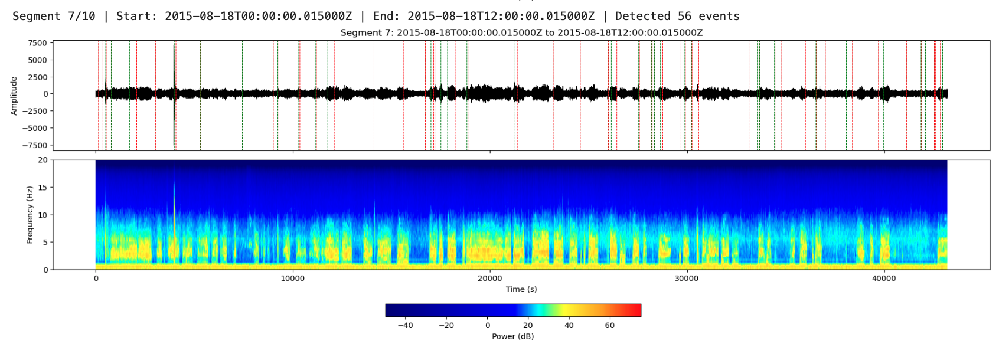 Segment 7/10 | Start: 2015-08-18T00:00:00.015000Z | End: 2015-08-18T12:00:00.015000Z | Detected 56 events
Segment 7: 2015-08-18T00:00:00.015000Z to 2015-08-18T12:00:00.015000Z
7500
5000
2500
0
−2500
−5000
−7500
Amplitude
20
15
10
5
0
Frequency (Hz)
0 10000 20000 30000 40000
Time (s)
−40 −20 0 20 40 60
Power (dB)